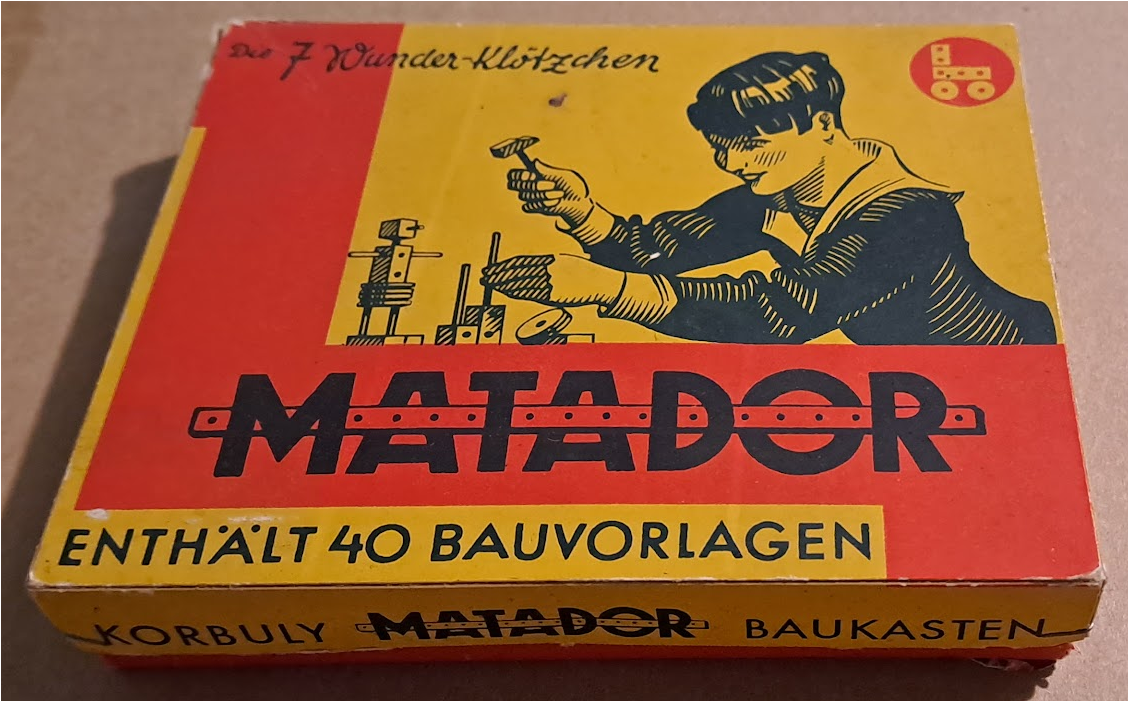 Die 7 Wunder-Klötzchen
MATADOR
ENTHÄLT 40 BAUVORLAGEN
KORBULY MATADOR BAUKASTEN